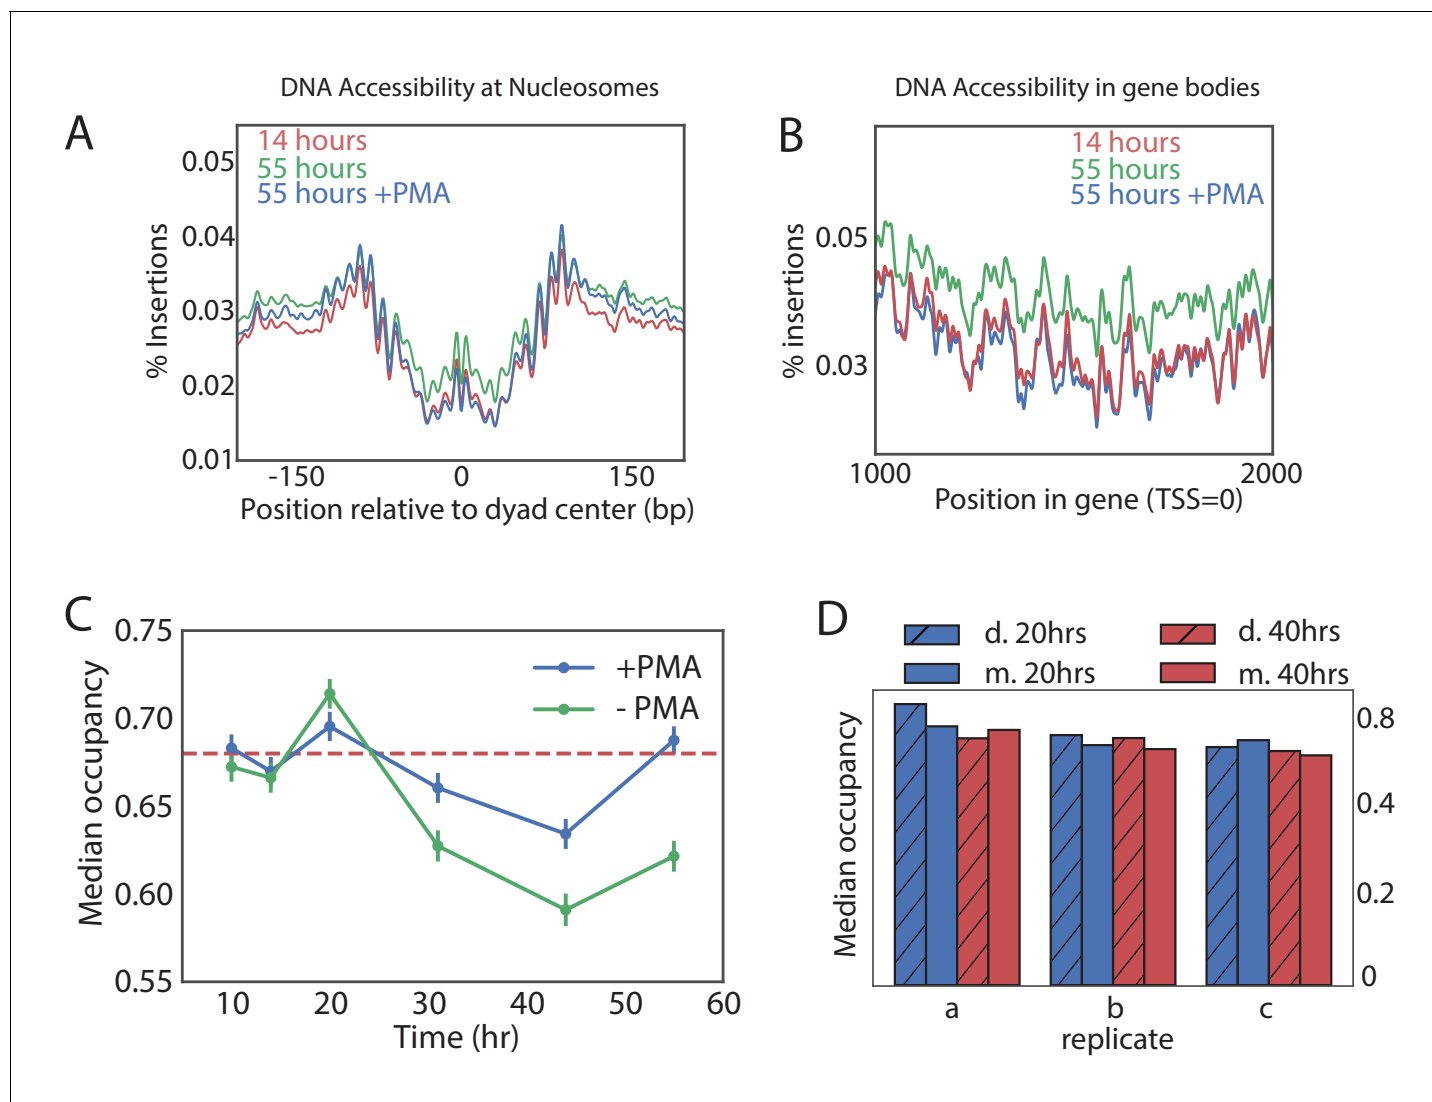 DNA Accessibility at Nucleosomes
A
14 hours
55 hours
55 hours +PMA
% Insertions
0.05
0.04
0.03
0.02
0.01
-150 0 150
Position relative to dyad center (bp)
DNA Accessibility in gene bodies
B
14 hours
55 hours
55 hours +PMA
% insertions
0.05
0.03
1000 2000
Position in gene (TSS=0)
C
Median occupancy
0.75
0.70
0.65
0.60
0.55
+PMA
- PMA
10 20 30 40 50 60
Time (hr)
D
d. 20hrs d. 40hrs
m. 20hrs m. 40hrs
Median occupancy
0.8
0.4
0.2
0
a b c
replicate